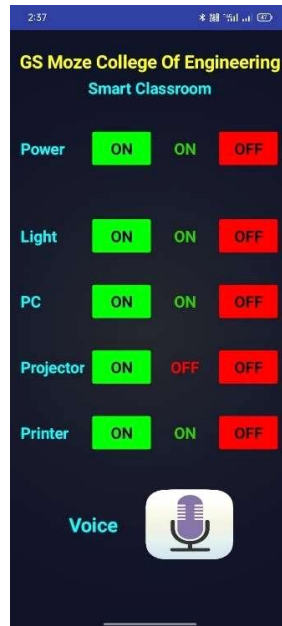 2:37
47
GS Moze College Of Engineering
Smart Classroom
Power ON ON OFF
Light ON ON OFF
PC ON ON OFF
Projector ON OFF OFF
Printer ON ON OFF
Voice